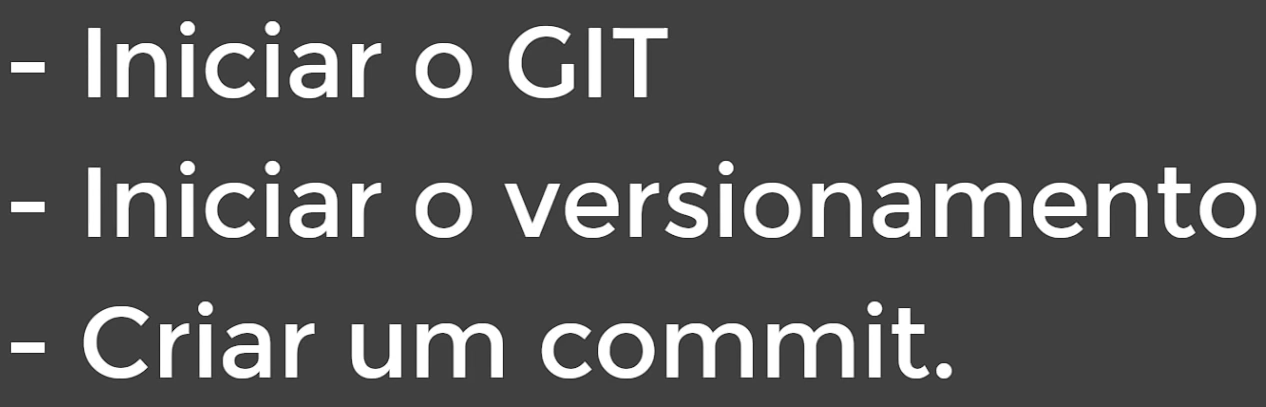 - Iniciar o GIT
- Iniciar o versionamento
- Criar um commit.